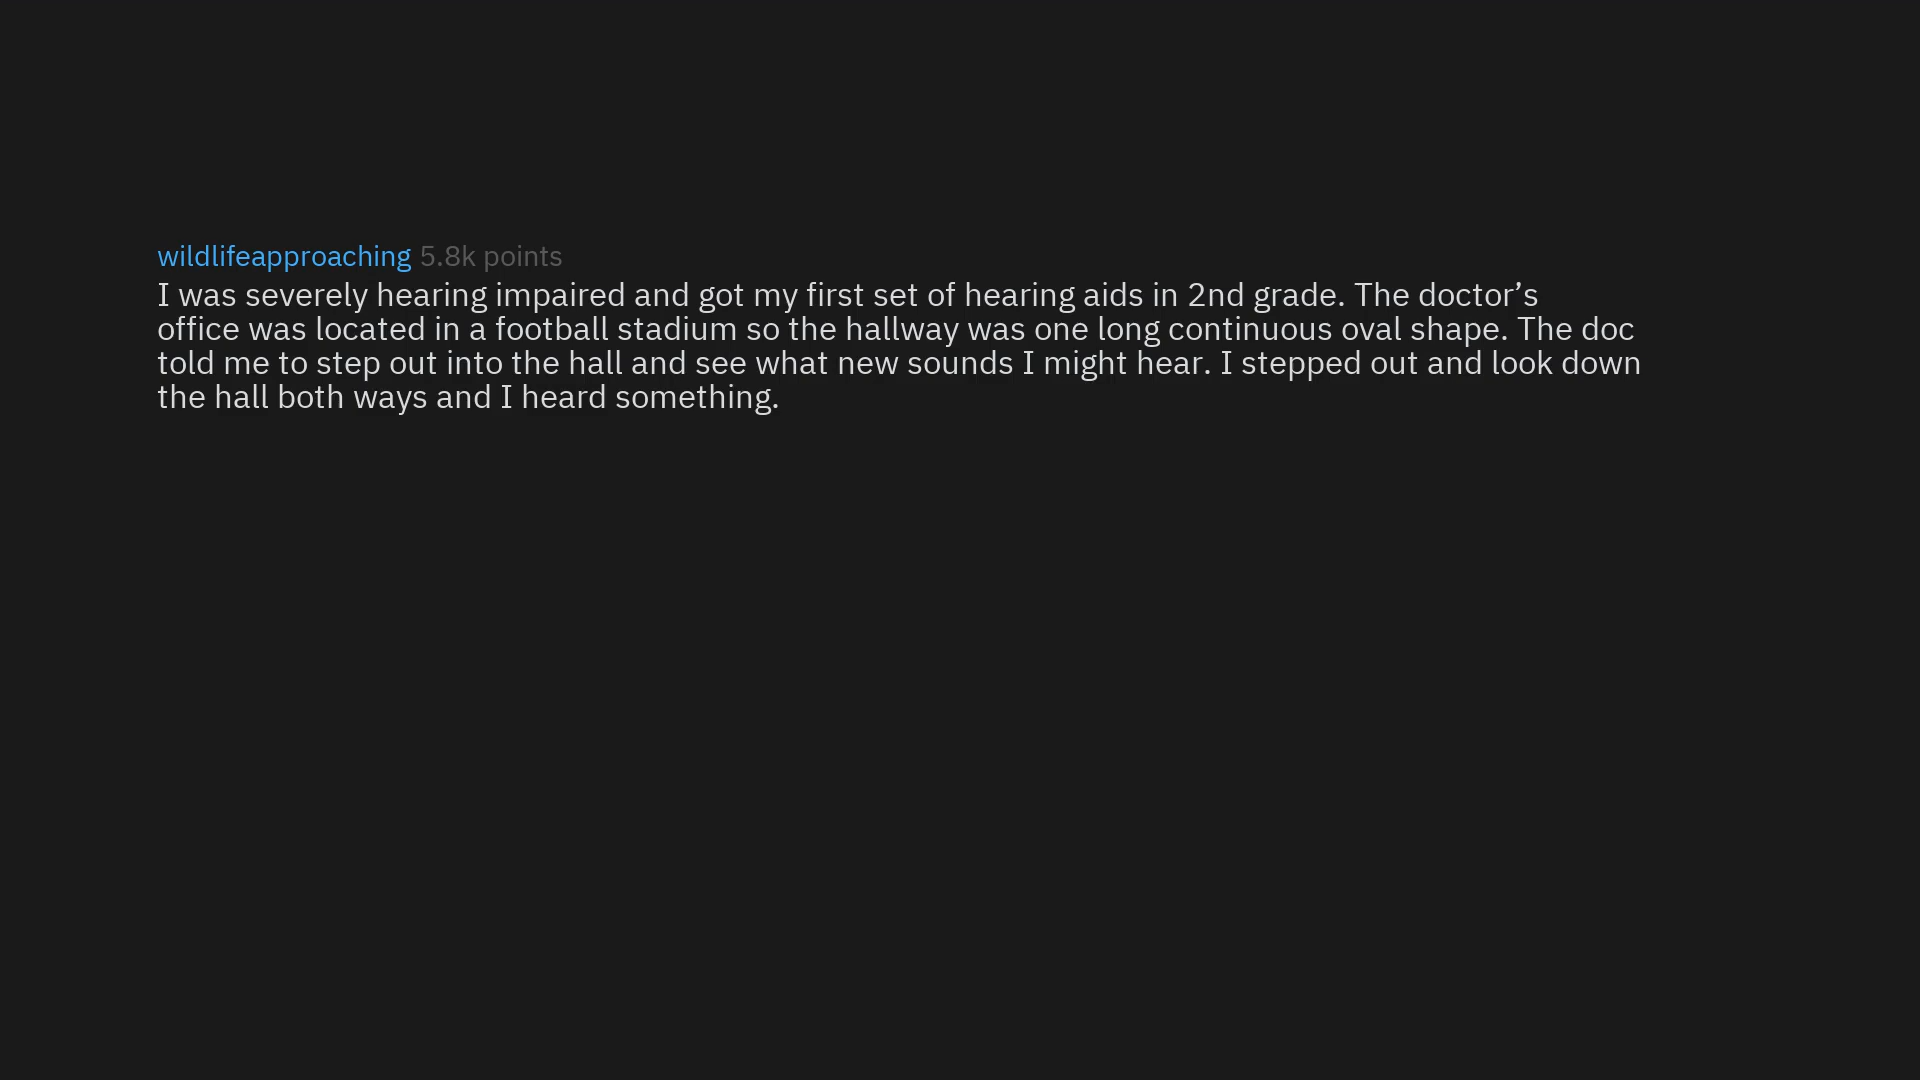 wildlifeapproaching 5.8k points
I was severely hearing impaired and got my first set of hearing aids in 2nd grade. The doctor’s
office was located in a football stadium so the hallway was one long continuous oval shape. The doc
told me to step out into the hall and see what new sounds I might hear. I stepped out and look down
the hall both ways and I heard something.